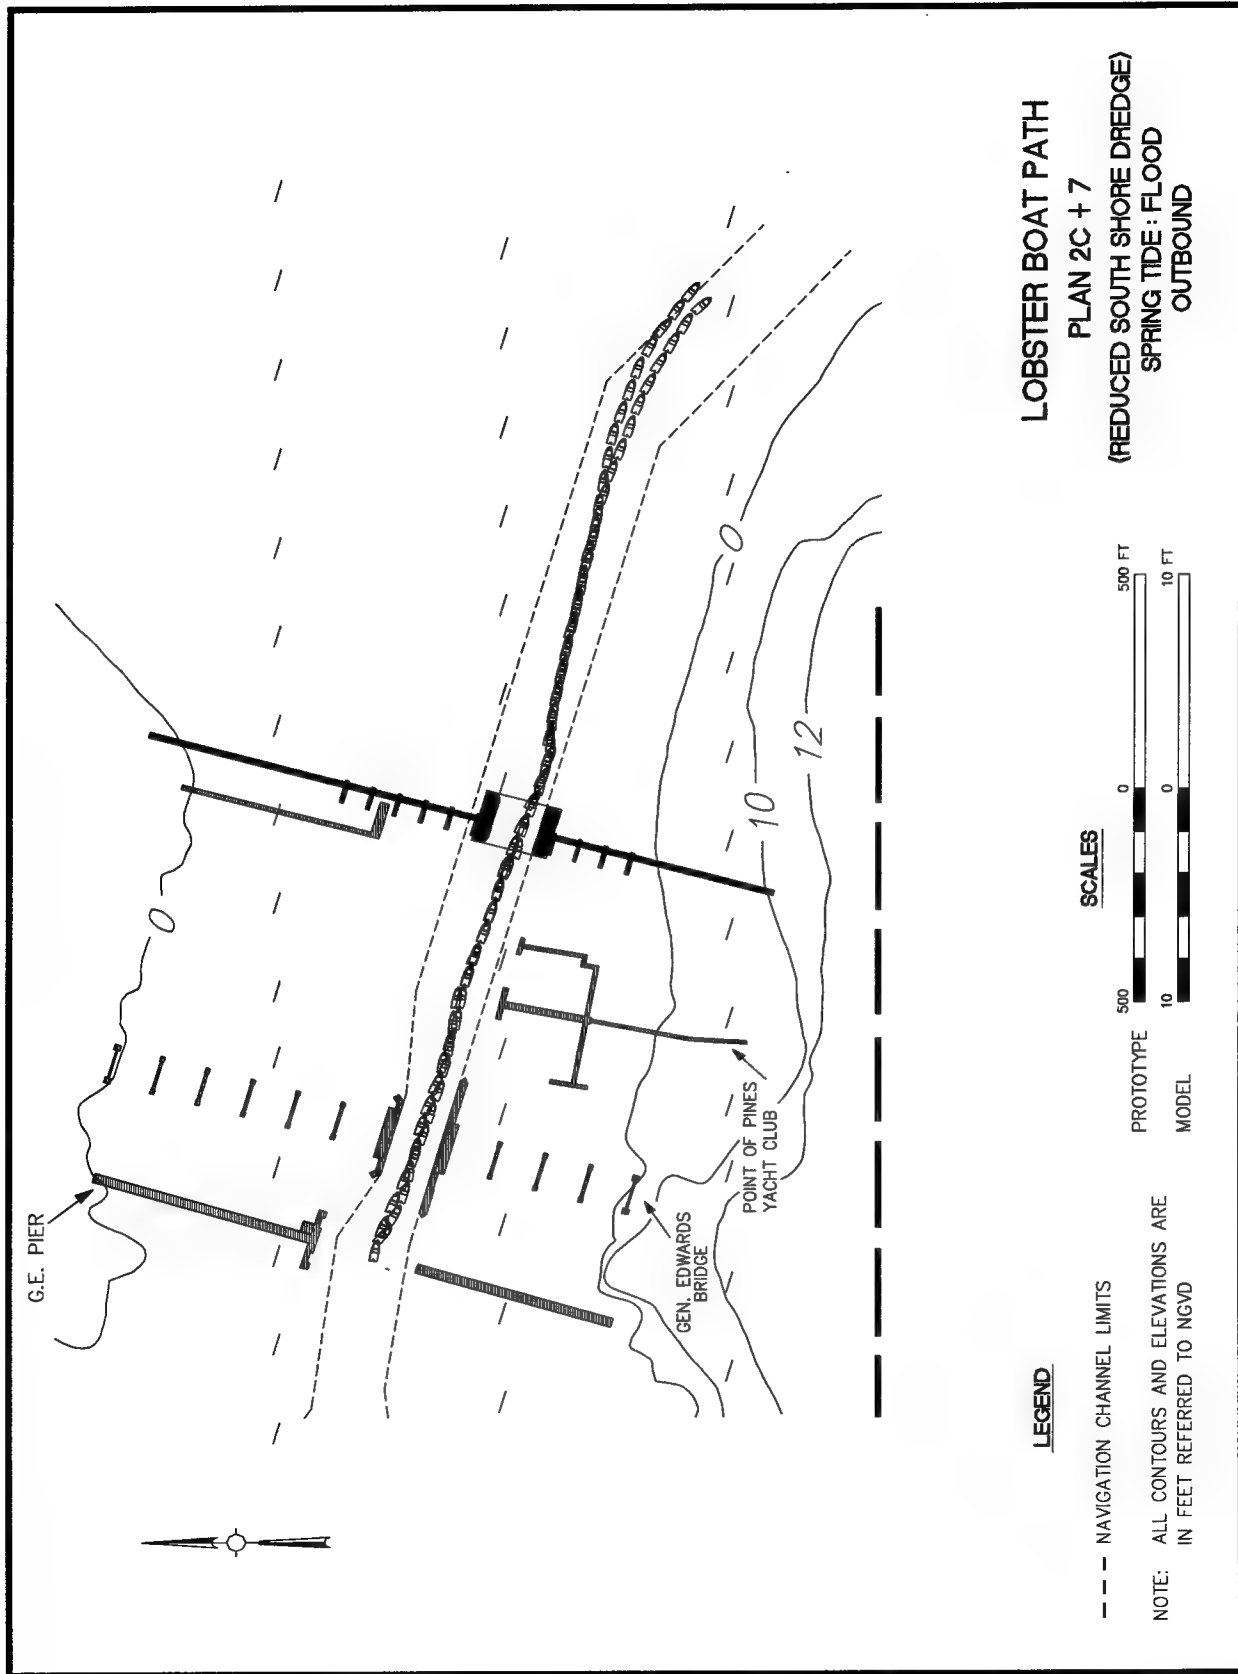 G.E. PIER
0
0
10
12
GEN. EDWARDS
BRIDGE
POINT OF PINES
YACHT CLUB
LEGEND
--- NAVIGATION CHANNEL LIMITS
NOTE: ALL CONTOURS AND ELEVATIONS ARE
IN FEET REFERRED TO NGVD
SCALES
PROTOTYPE 500 0 500 FT
MODEL 10 0 10 FT
LOBSTER BOAT PATH
PLAN 2C + 7
(REDUCED SOUTH SHORE DREDGE)
SPRING TIDE : FLOOD
OUTBOUND